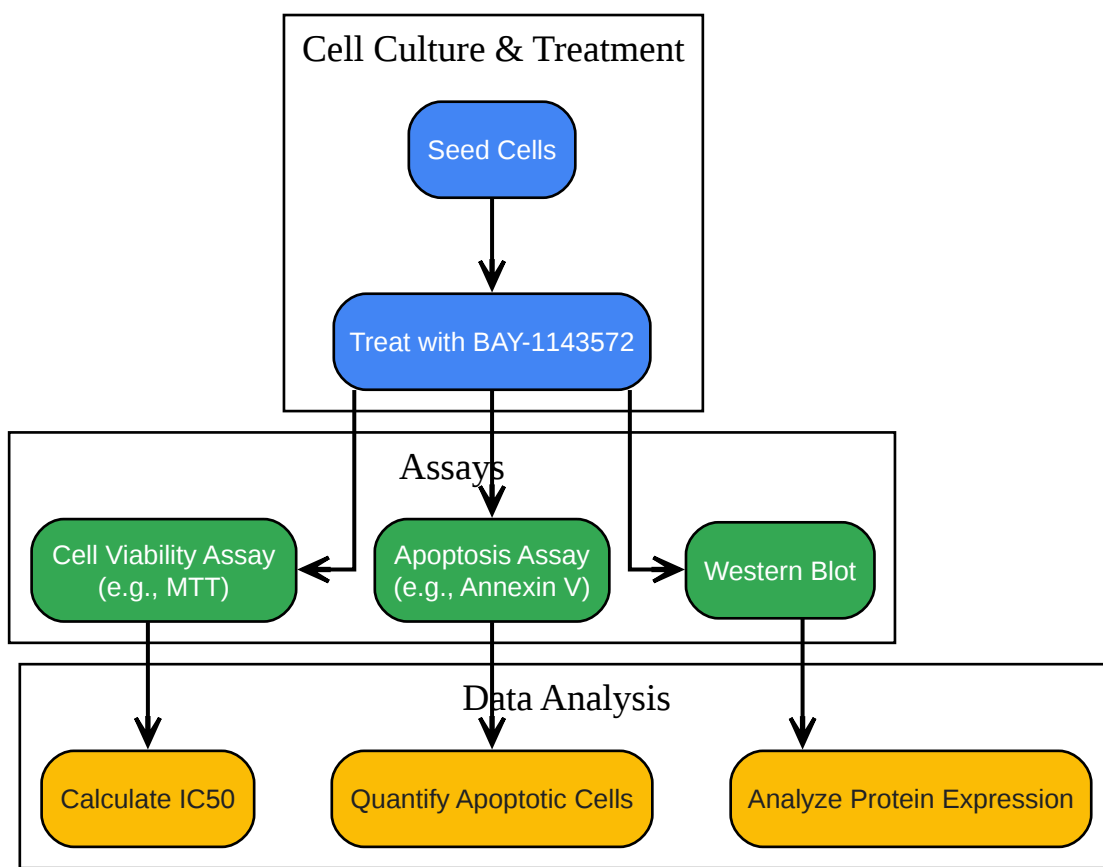 Cell Culture & Treatment
Seed Cells
Treat with BAY-1143572
Assays
Cell Viability Assay
(e.g., MTT)
Apoptosis Assay
(e.g., Annexin V)
Western Blot
Data Analysis
Calculate IC50
Quantify Apoptotic Cells
Analyze Protein Expression